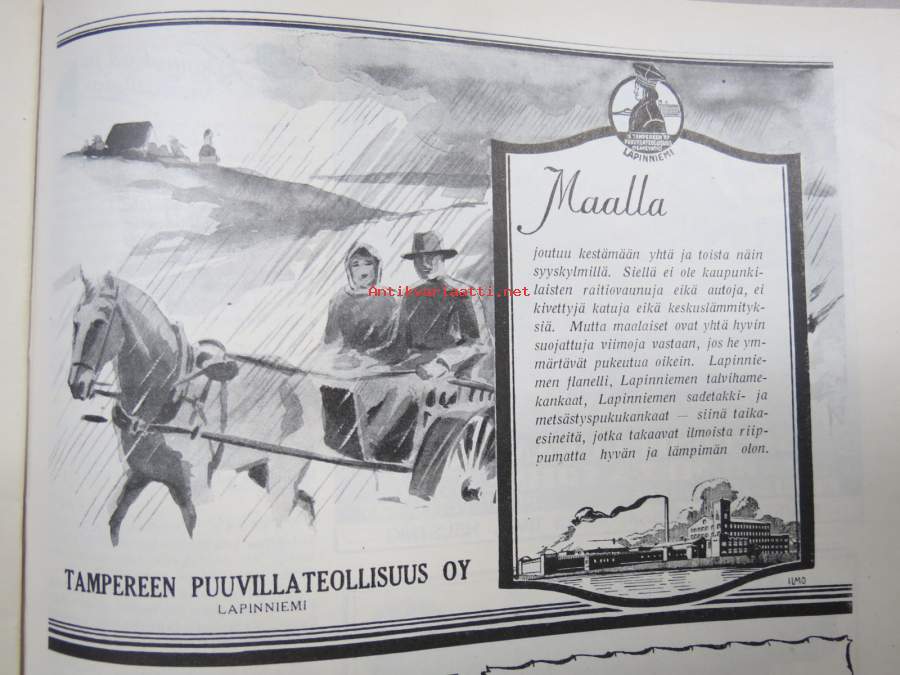 TAMPEREEN
PUUVILLATEOLLISUUS
LAPINNIEMI
Maalla
joutuu kestämään yhtä ja toista näin
syyskylmillä. Siellä ei ole kaupunki-
laisten raitiovaunuja eikä autoja, ei
kivettyjä katuja eikä keskuslämmityk-
siä. Mutta maalaiset ovat yhtä hyvin
suojattuja viimoja vastaan, jos he ym-
märtävät pukeutua oikein. Lapinnie-
men flanelli, Lapinniemen talvihame-
kankaat, Lapinniemen sadetakki- ja
metsästyspukukankaat — siinä taika-
esineitä, jotka takaavat ilmoista riip-
pumatta hyvän ja lämpimän olon.
Antikvariaatti.net
ILMO
TAMPEREEN PUUVILLATEOLLISUUS OY
LAPINNIEMI